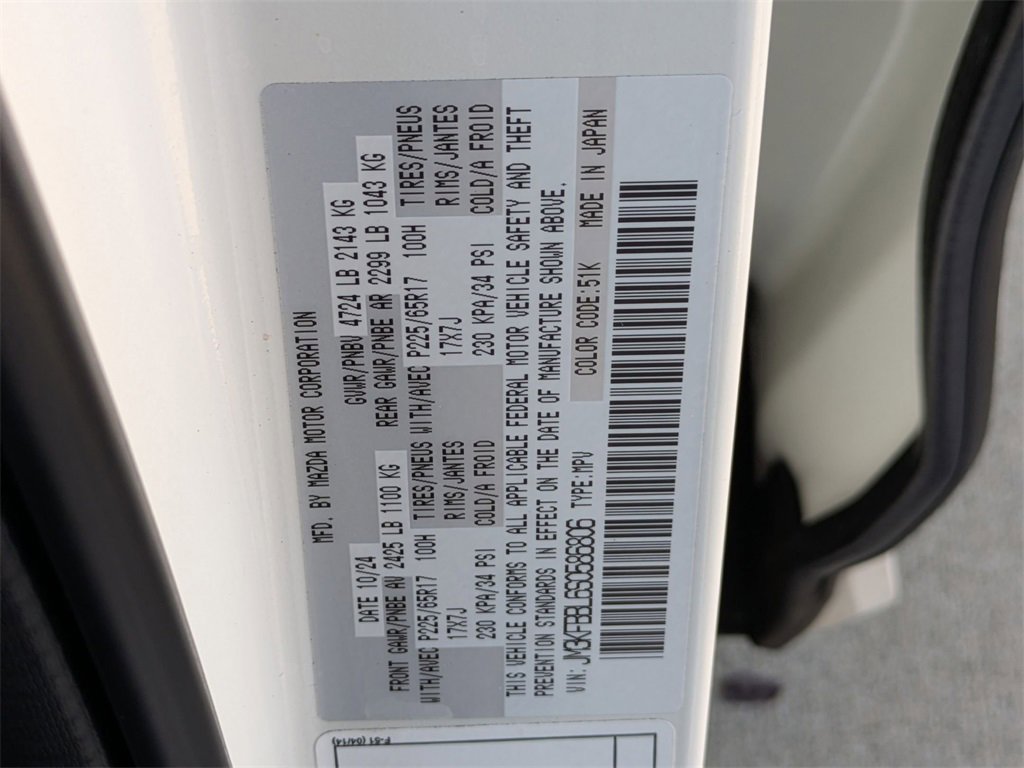 MFD. BY MAZDA MOTOR CORPORATION
DATE 10/24 GVWR/PNBV 4724 LB 2143 KG
FRONT GAWR/PNBE AV 2425 LB 1100 KG REAR GAWR/PNBE AR 2299 LB 1043 KG
WITH/AVEC P225/65R17 100H TIRES/PNEUS WITH/AVEC P225/65R17 100H TIRES/PNEUS
17X7J RIMS/JANTES 17X7J RIMS/JANTES
230 KPA/34 PSI COLD/A FROID 230 KPA/34 PSI COLD/A FROID
THIS VEHICLE CONFORMS TO ALL APPLICABLE FEDERAL MOTOR VEHICLE SAFETY AND THEFT
PREVENTION STANDARDS IN EFFECT ON THE DATE OF MANUFACTURE SHOWN ABOVE.
VIN: JM3KFBBL6S0586806 TYPE:MPV COLOR CODE:51K MADE IN JAPAN
F-51 (04/14)